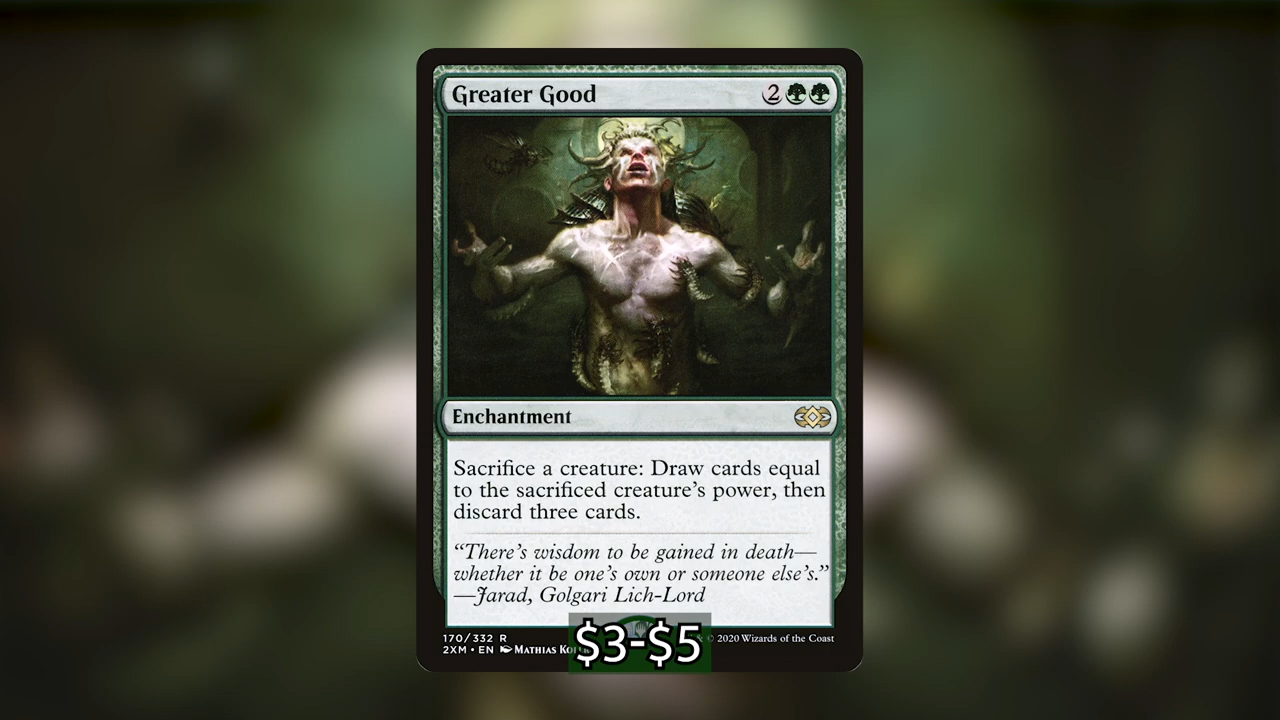 Greater Good 2
Enchantment
Sacrifice a creature: Draw cards equal
to the sacrificed creature's power, then
discard three cards.
“There's wisdom to be gained in death—
whether it be one's own or someone else's.”
—Jarad, Golgari Lich-Lord
170/332 R
© 2020 Wizards of the Coast
2XM • EN MATHIAS
$3-$5